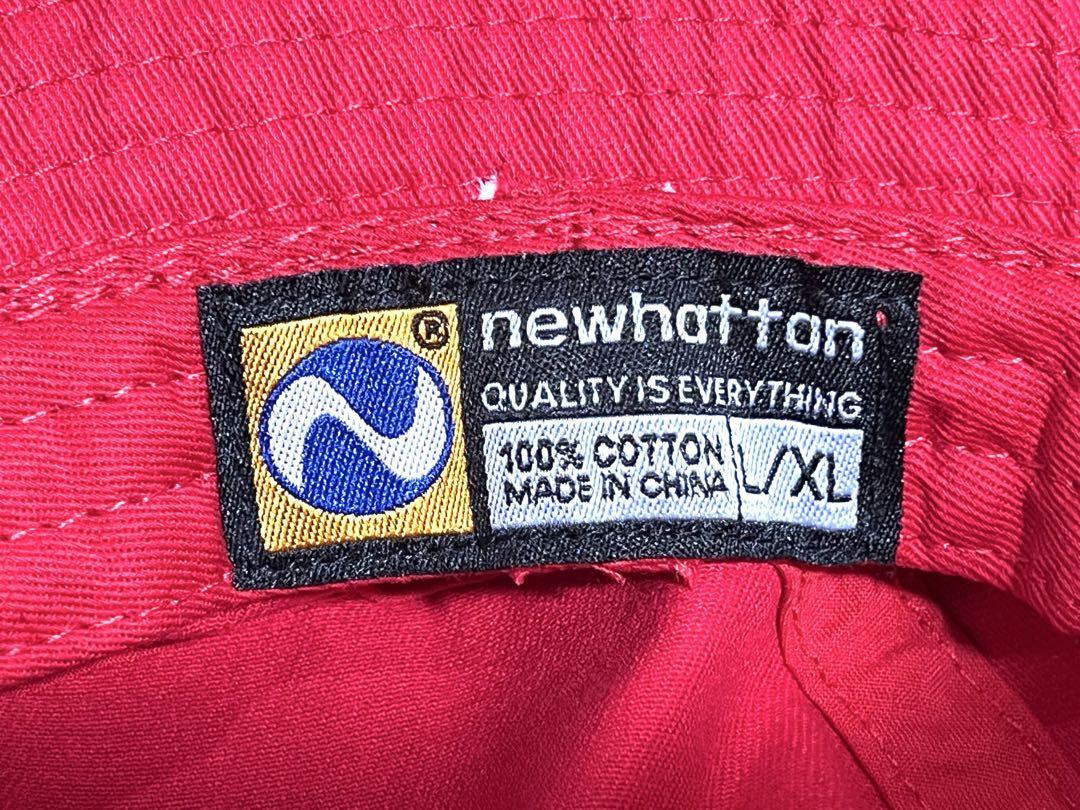 ®
newhattan
QUALITY IS EVERYTHING
100% COTTON
MADE IN CHINA
L/XL